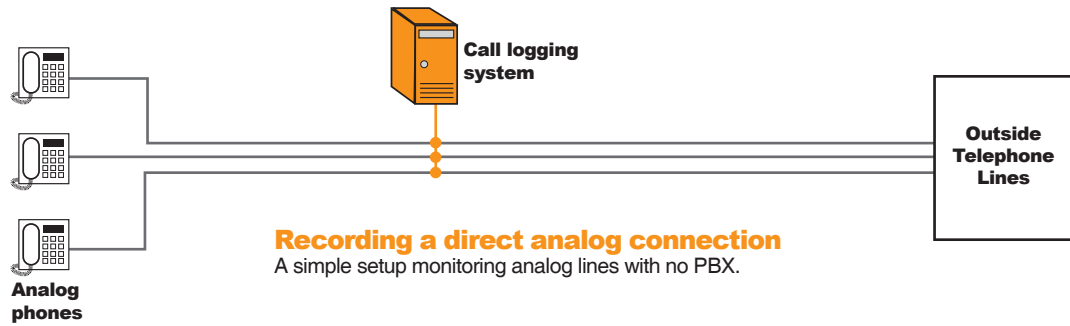 Call logging
system
Outside
Telephone
Lines
Recording a direct analog connection
A simple setup monitoring analog lines with no PBX.
Analog
phones